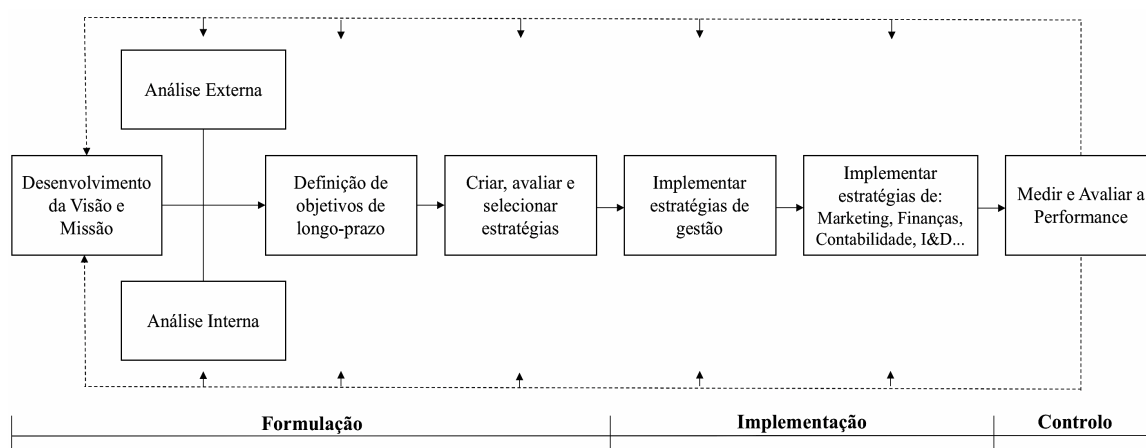 Análise Externa
Desenvolvimento
da Visão e
Missão
Análise Interna
Definição de
objetivos de
longo-prazo
Criar, avaliar e
selecionar
estratégias
Implementar
estratégias de
gestão
Implementar
estratégias de:
Marketing, Finanças,
Contabilidade, I&D...
Medir e Avaliar a
Performance
Formulação
Implementação
Controlo